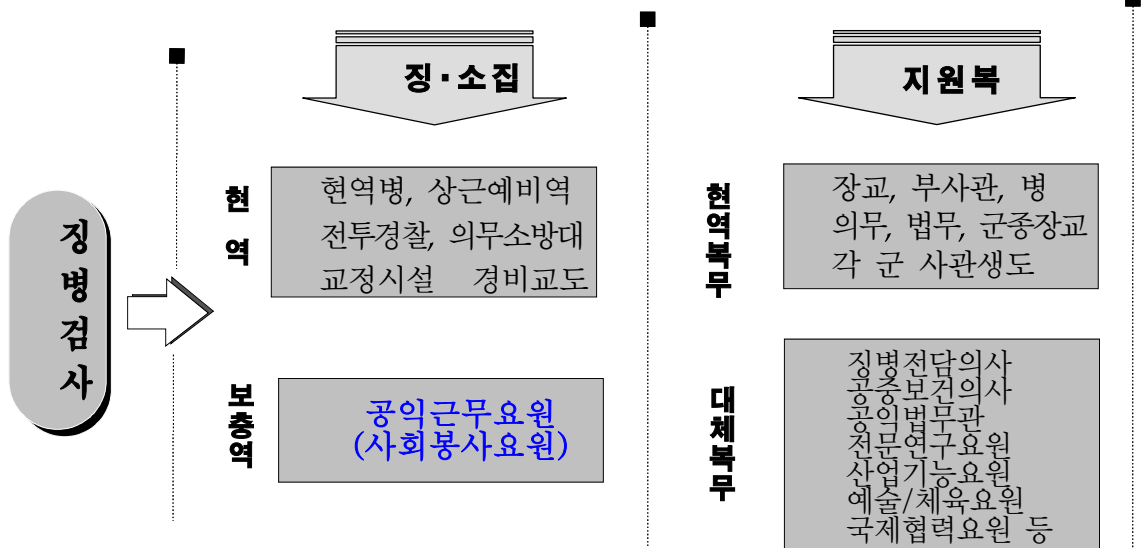 징병검사
징·소집
현역
현역병, 상근예비역
전투경찰, 의무소방대
교정시설 경비교도
보충역
공익근무요원
(사회봉사요원)
지원복
현역복무
장교, 부사관, 병
의무, 법무, 군종장교
각 군 사관생도
대체복무
징병전담의사
공중보건의사
공익법무관
전문연구요원
산업기능요원
예술/체육요원
국제협력요원 등